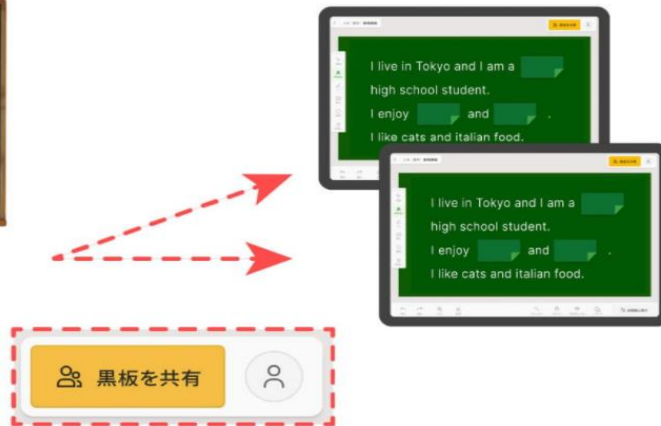 I live in Tokyo and I am a
high school student.
I enjoy and .
I like cats and italian food.
I live in Tokyo and I am a
high school student.
I enjoy and .
I like cats and italian food.
黒板を共有